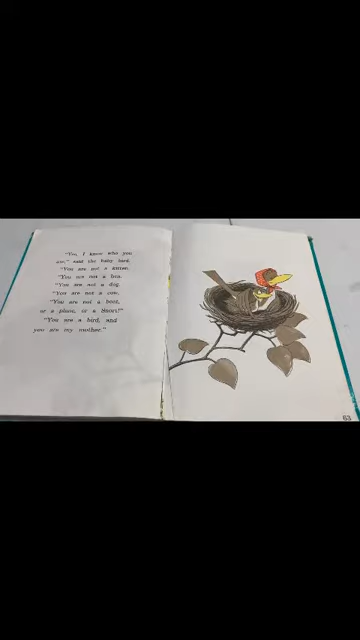 "Yes, I know who you
are," said the baby bird.
"You are not a kitten.
"You are not a hen.
"You are not a dog.
"You are not a cow.
"You are not a boat,
or a plane, or a Snort!"
"You are a bird, and
you are my mother."
63